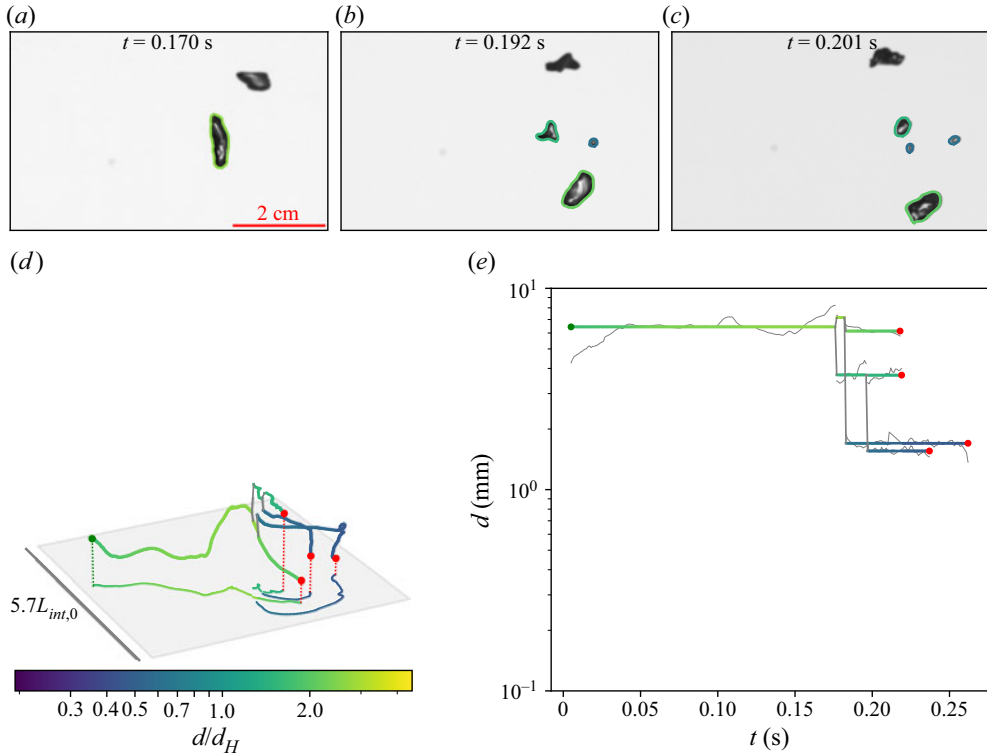 (a)
(b)
(c)
t = 0.170 s
t = 0.192 s
t = 0.201 s
2 cm
(d)
(e)
5.7L_int,0
0.3 0.4 0.5 0.7 1.0 2.0
d/d_H
10^1
10^0
10^−1
d (mm)
0 0.05 0.10 0.15 0.20 0.25
t (s)